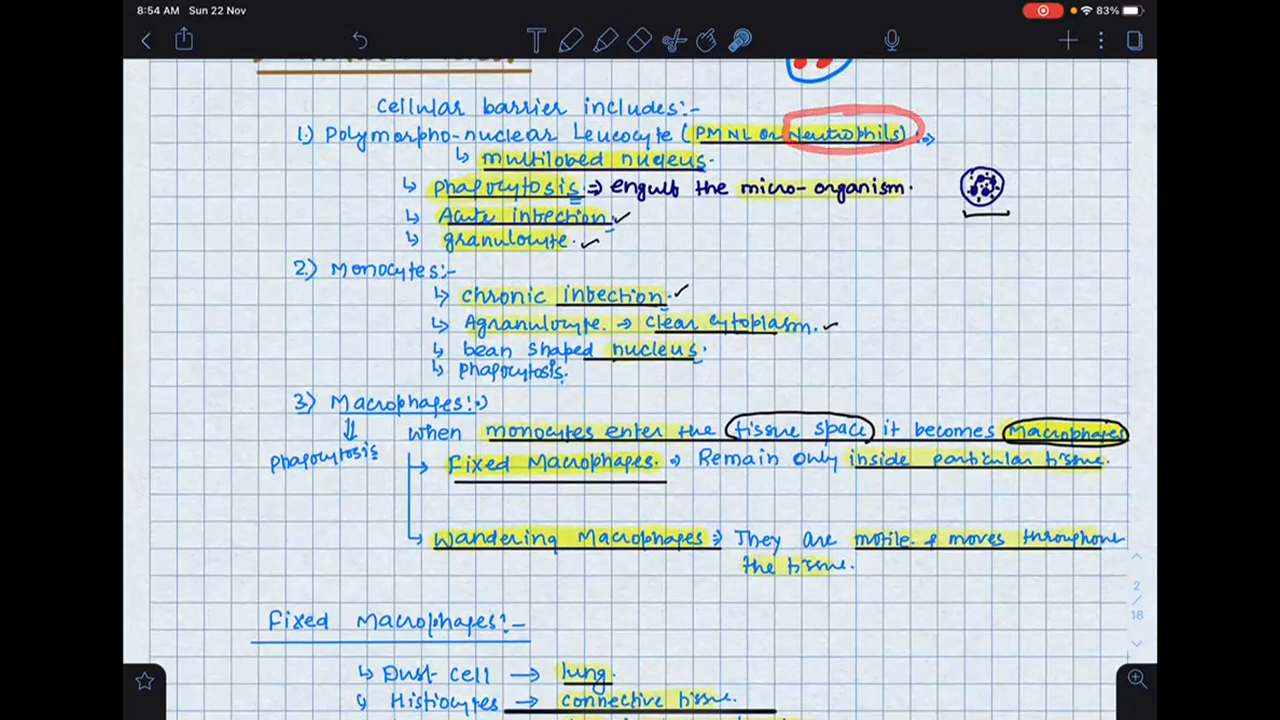 8:54 AM Sun 22 Nov
83%
Cellular barrier includes:-
1.) Polymorpho-nuclear Leucocyte (PMNL or Neutrophils)
↳ multilobed nucleus.
↳ phagocytosis ⇒ engulf the micro-organism.
↳ Acute infection ✓
↳ granulocyte. ✓
2.) Monocytes:-
↳ chronic infection. ✓
↳ Agranulocyte. → clear cytoplasm. ✓
↳ bean shaped nucleus.
↳ phagocytosis.
3.) Macrophages:-
when monocytes enter the tissue space it becomes Macrophages
⇓
phagocytosis
→ Fixed Macrophages. → Remain only inside particular tissue.
→ Wandering Macrophages → They are motile & moves throughout
the tissue.
2
/
18
Fixed Macrophages:-
↳ Dust cell → lung.
↳ Histiocytes → connective tissue.